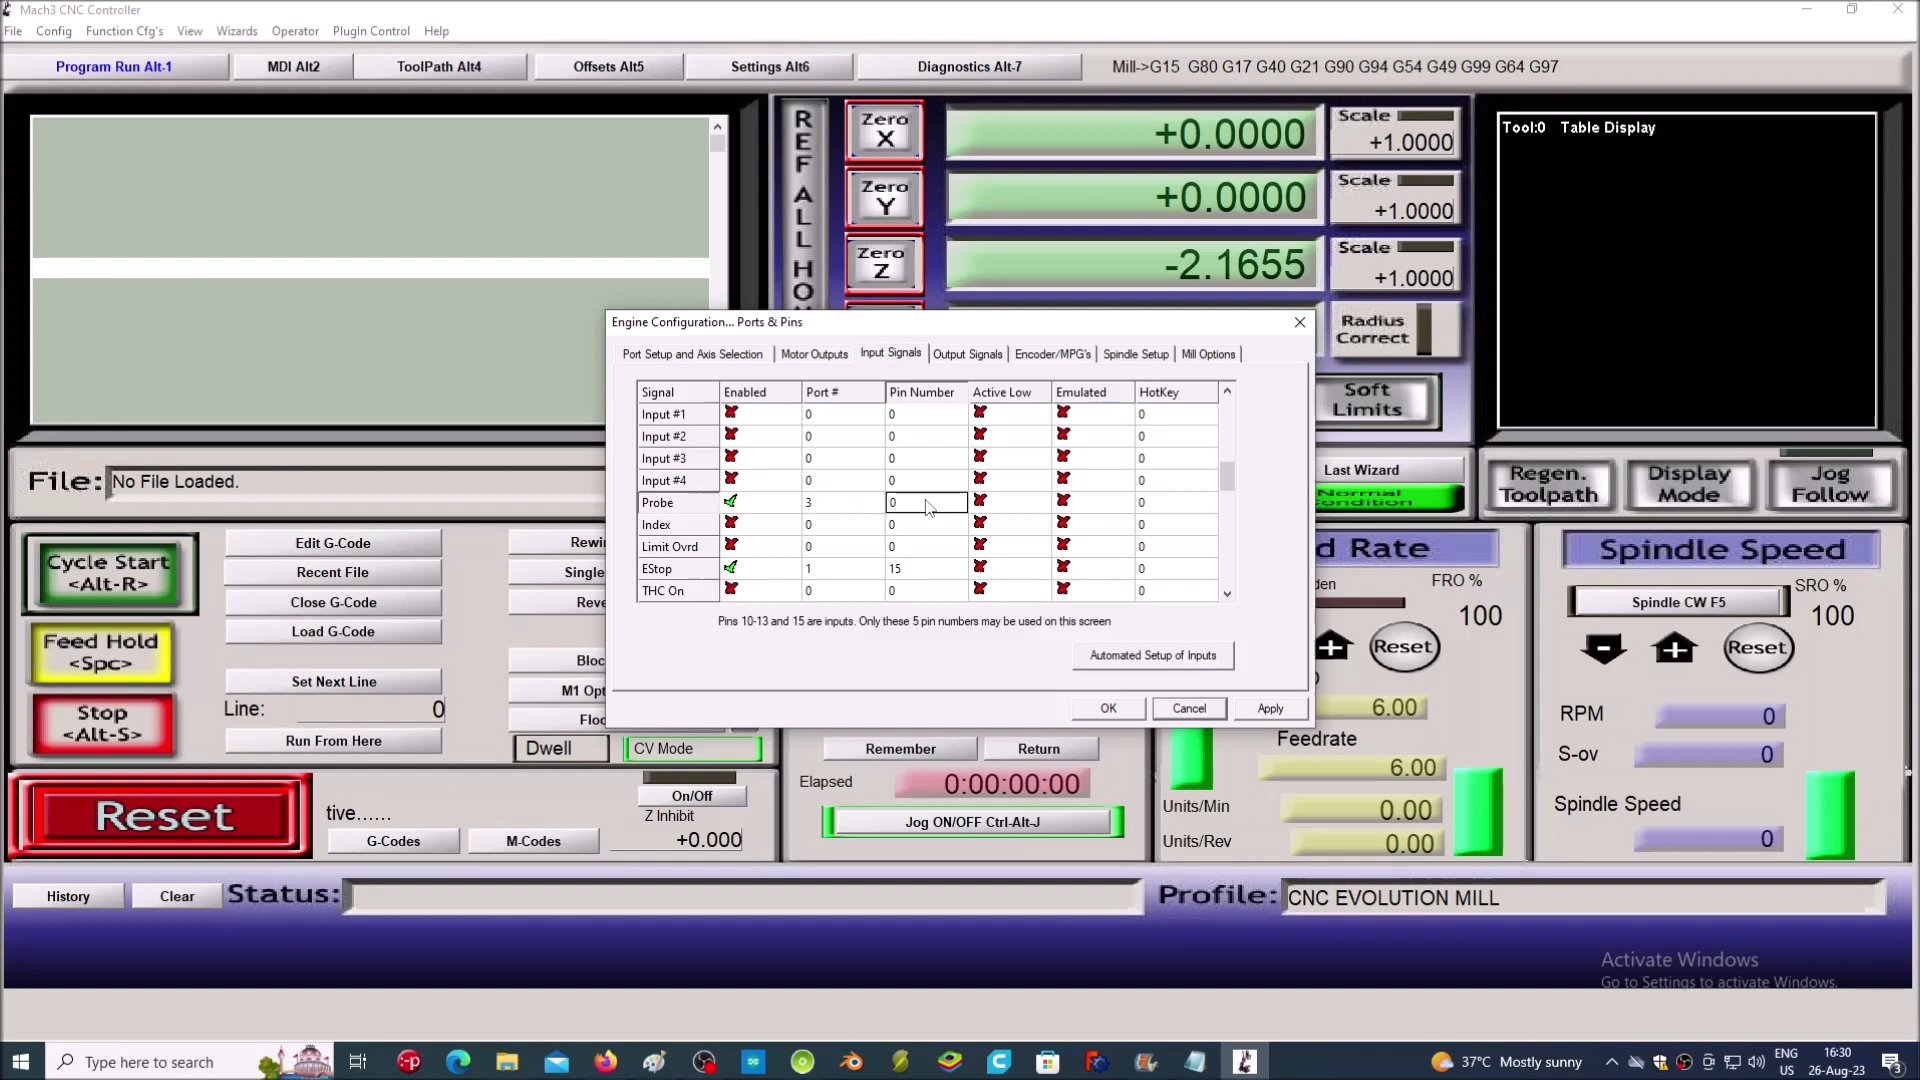 Mach3 CNC Controller
File Config Function Cfg's View Wizards Operator PlugIn Control Help
Program Run Alt-1 MDI Alt2 ToolPath Alt4 Offsets Alt5 Settings Alt6 Diagnostics Alt-7 Mill->G15 G80 G17 G40 G21 G90 G94 G54 G49 G99 G64 G97
REF ALL HO
Zero X +0.0000 Scale +1.0000
Zero Y +0.0000 Scale +1.0000
Zero Z -2.1655 Scale +1.0000
Tool:0 Table Display
Radius Correct
Soft Limits
Engine Configuration... Ports & Pins
Port Setup and Axis Selection Motor Outputs Input Signals Output Signals Encoder/MPG's Spindle Setup Mill Options
Signal Enabled Port # Pin Number Active Low Emulated HotKey
Input #1 0 0 0
Input #2 0 0 0
Input #3 0 0 0
Input #4 0 0 0
Probe 3 0 0
Index 0 0 0
Limit Ovrd 0 0 0
EStop 1 15 0
THC On 0 0 0
Pins 10-13 and 15 are inputs. Only these 5 pin numbers may be used on this screen
Automated Setup of Inputs
OK Cancel Apply
File: No File Loaded.
Last Wizard
Normal Condition
Regen. Toolpath Display Mode Jog Follow
Cycle Start <Alt-R>
Feed Hold <Spc>
Stop <Alt-S>
Edit G-Code
Recent File
Close G-Code
Load G-Code
Set Next Line
Line: 0
Run From Here
Rewi
Single
Reve
Bloc
M1 Opt
Floo
Dwell CV Mode
d Rate
den FRO %
100
Reset
6.00
Feedrate
6.00
Units/Min 0.00
Units/Rev 0.00
Spindle Speed
Spindle CW F5 SRO %
100
Reset
RPM 0
S-ov 0
Spindle Speed
0
Remember Return
Elapsed 0:00:00:00
Jog ON/OFF Ctrl-Alt-J
Reset
tive......
G-Codes M-Codes
On/Off
Z Inhibit
+0.000
History Clear Status: Profile: CNC EVOLUTION MILL
Activate Windows
Go to Settings to activate Windows.
Type here to search
37°C Mostly sunny
ENG US
16:30
26-Aug-23
3